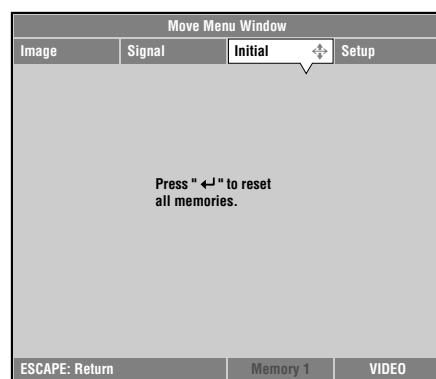 Move Menu Window
Image Signal Initial Setup
Press " ↵ " to reset
all memories.
ESCAPE: Return Memory 1 VIDEO